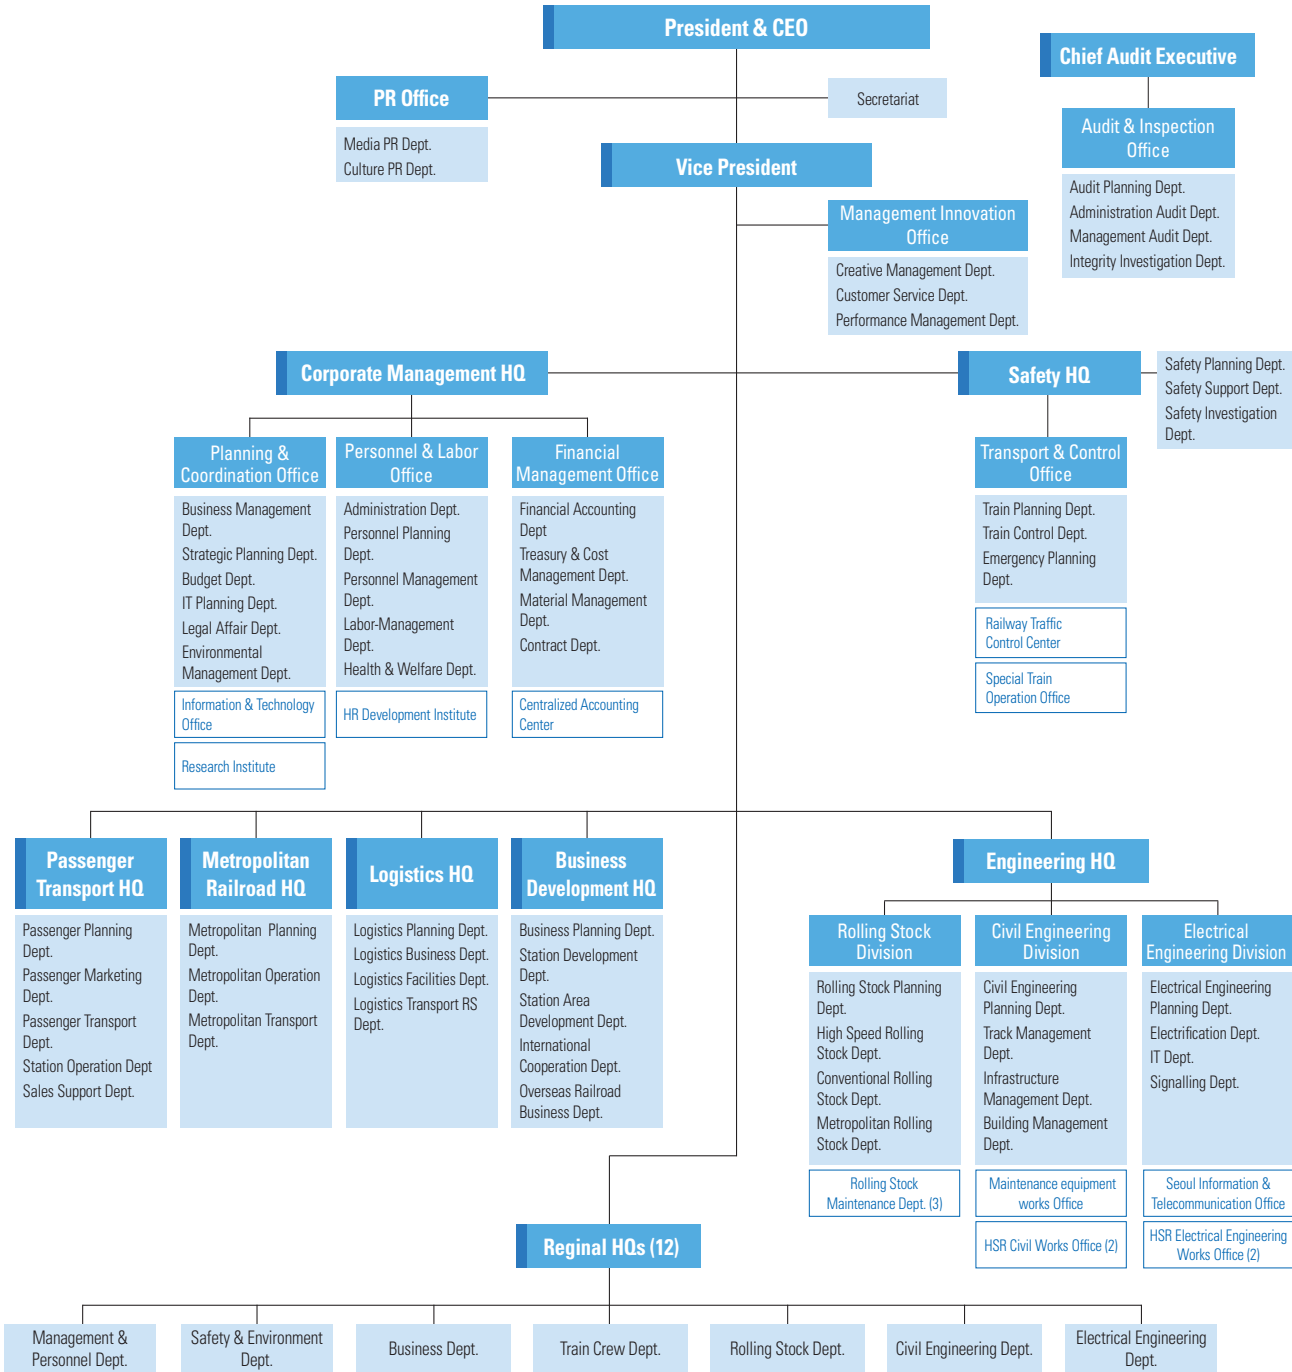 President & CEO
Chief Audit Executive
PR Office
Media PR Dept.
Culture PR Dept.
Secretariat
Audit & Inspection
Office
Audit Planning Dept.
Administration Audit Dept.
Management Audit Dept.
Integrity Investigation Dept.
Vice President
Management Innovation
Office
Creative Management Dept.
Customer Service Dept.
Performance Management Dept.
Corporate Management HQ
Safety HQ
Safety Planning Dept.
Safety Support Dept.
Safety Investigation
Dept.
Planning &
Coordination Office
Business Management
Dept.
Strategic Planning Dept.
Budget Dept.
IT Planning Dept.
Legal Affair Dept.
Environmental
Management Dept.
Information & Technology
Office
Research Institute
Personnel & Labor
Office
Administration Dept.
Personnel Planning
Dept.
Personnel Management
Dept.
Labor-Management
Dept.
Health & Welfare Dept.
HR Development Institute
Financial
Management Office
Financial Accounting
Dept
Treasury & Cost
Management Dept.
Material Management
Dept.
Contract Dept.
Centralized Accounting
Center
Transport & Control
Office
Train Planning Dept.
Train Control Dept.
Emergency Planning
Dept.
Railway Traffic
Control Center
Special Train
Operation Office
Passenger
Transport HQ
Passenger Planning
Dept.
Passenger Marketing
Dept.
Passenger Transport
Dept.
Station Operation Dept
Sales Support Dept.
Metropolitan
Railroad HQ
Metropolitan Planning
Dept.
Metropolitan Operation
Dept.
Metropolitan Transport
Dept.
Logistics HQ
Logistics Planning Dept.
Logistics Business Dept.
Logistics Facilities Dept.
Logistics Transport RS
Dept.
Business
Development HQ
Business Planning Dept.
Station Development
Dept.
Station Area
Development Dept.
International
Cooperation Dept.
Overseas Railroad
Business Dept.
Engineering HQ
Rolling Stock
Division
Rolling Stock Planning
Dept.
High Speed Rolling
Stock Dept.
Conventional Rolling
Stock Dept.
Metropolitan Rolling
Stock Dept.
Rolling Stock
Maintenance Dept. (3)
Civil Engineering
Division
Civil Engineering
Planning Dept.
Track Management
Dept.
Infrastructure
Management Dept.
Building Management
Dept.
Maintenance equipment
works Office
HSR Civil Works Office (2)
Electrical
Engineering Division
Electrical Engineering
Planning Dept.
Electrification Dept.
IT Dept.
Signalling Dept.
Seoul Information &
Telecommunication Office
HSR Electrical Engineering
Works Office (2)
Reginal HQs (12)
Management &
Personnel Dept.
Safety & Environment
Dept.
Business Dept.
Train Crew Dept.
Rolling Stock Dept.
Civil Engineering Dept.
Electrical Engineering
Dept.